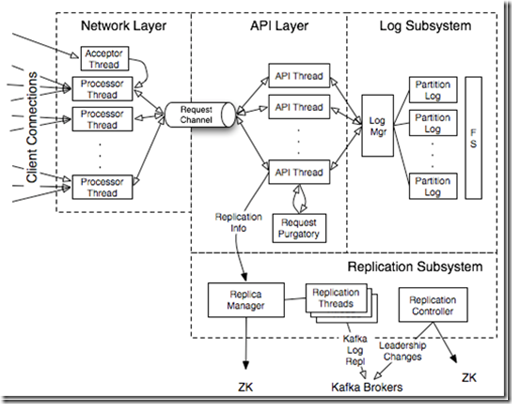 Network Layer
API Layer
Log Subsystem
Client Connections
Acceptor
Thread
Processor
Thread
Processor
Thread
Processor
Thread
Request
Channel
API Thread
API Thread
API Thread
Request
Purgatory
Log
Mgr
Partition
Log
Partition
Log
Partition
Log
F
S
Replication
Info
Replication Subsystem
Replica
Manager
Replication
Threads
Replication
Controller
Kafka
Log
Repl
Leadership
Changes
ZK
Kafka Brokers
ZK